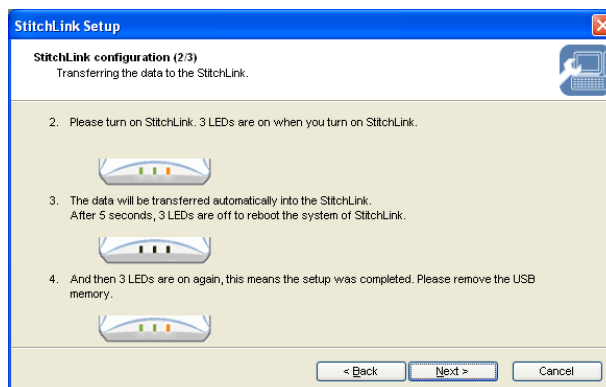 StitchLink Setup
StitchLink configuration (2/3)
Transferring the data to the StitchLink.
2. Please turn on StitchLink. 3 LEDs are on when you turn on StitchLink.
3. The data will be transferred automatically into the StitchLink.
After 5 seconds, 3 LEDs are off to reboot the system of StitchLink.
4. And then 3 LEDs are on again, this means the setup was completed. Please remove the USB
memory.
< Back Next > Cancel